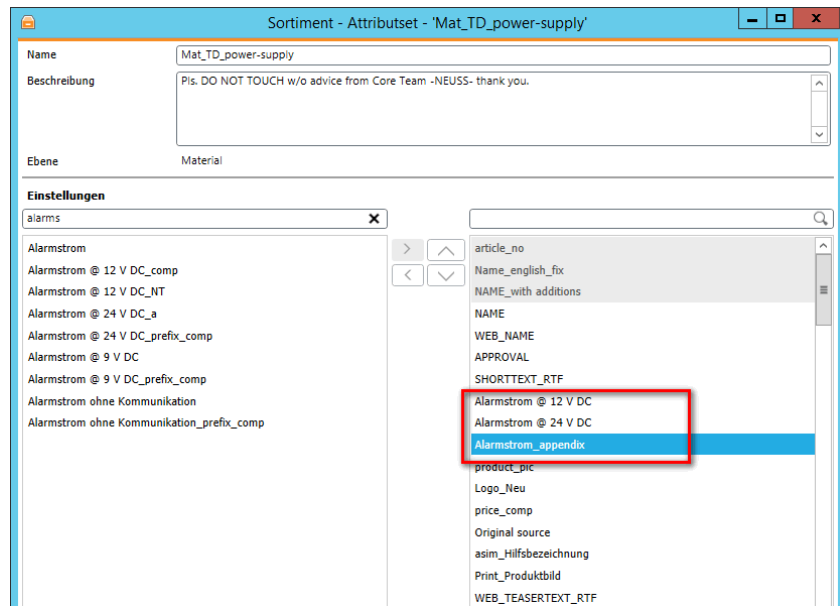 Sortiment - Attributset - 'Mat_TD_power-supply'
Name
Mat_TD_power-supply
Beschreibung
Pls. DO NOT TOUCH w/o advice from Core Team -NEUSS- thank you.
Ebene
Material
Einstellungen
alarms
Alarmstrom
Alarmstrom @ 12 V DC_comp
Alarmstrom @ 12 V DC_NT
Alarmstrom @ 24 V DC_a
Alarmstrom @ 24 V DC_prefix_comp
Alarmstrom @ 9 V DC
Alarmstrom @ 9 V DC_prefix_comp
Alarmstrom ohne Kommunikation
Alarmstrom ohne Kommunikation_prefix_comp
article_no
Name_english_fix
NAME_with additions
NAME
WEB_NAME
APPROVAL
SHORTTEXT_RTF
Alarmstrom @ 12 V DC
Alarmstrom @ 24 V DC
Alarmstrom_appendix
product_pic
Logo_Neu
price_comp
Original source
asim_Hilfsbezeichnung
Print_Produktbild
WEB_TEASERTEXT_RTF